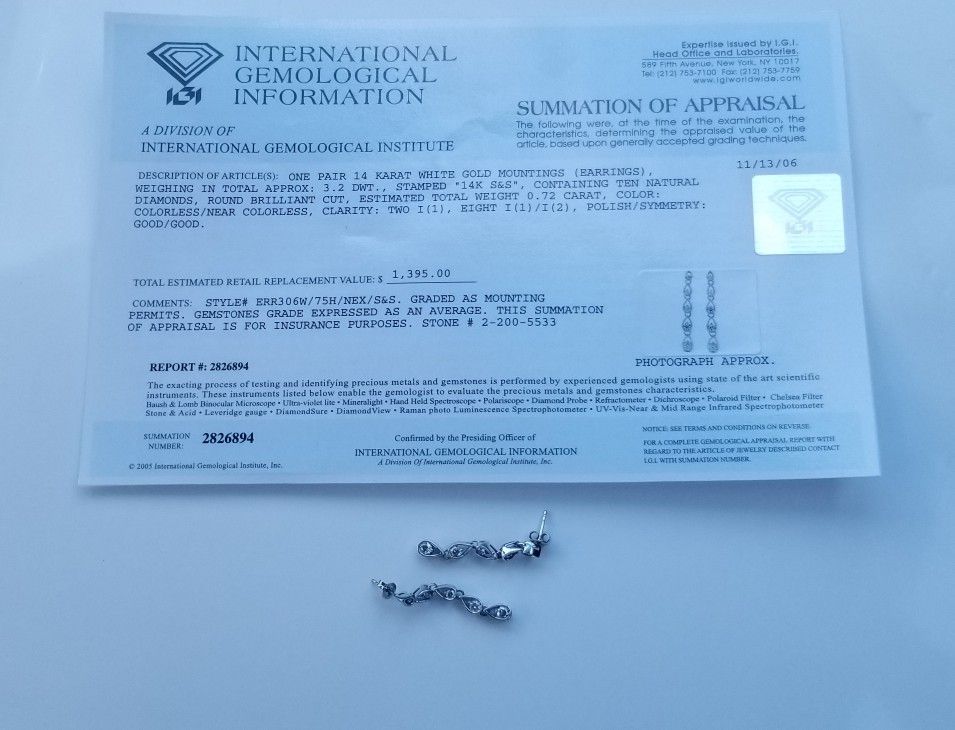 INTERNATIONAL
GEMOLOGICAL
INFORMATION
IGI
A DIVISION OF
INTERNATIONAL GEMOLOGICAL INSTITUTE
Expertise issued by I.G.I.
Head Office and Laboratories.
589 Fifth Avenue, New York, NY 10017
Tel: (212) 753-7100 Fax: (212) 753-7759
www.igiworldwide.com
SUMMATION OF APPRAISAL
The following were, at the time of the examination, the
characteristics, determining the appraised value of the
article, based upon generally accepted grading techniques.
11/13/06
DESCRIPTION OF ARTICLE(S): ONE PAIR 14 KARAT WHITE GOLD MOUNTINGS (EARRINGS),
WEIGHING IN TOTAL APPROX: 3.2 DWT., STAMPED "14K S&S", CONTAINING TEN NATURAL
DIAMONDS, ROUND BRILLIANT CUT, ESTIMATED TOTAL WEIGHT 0.72 CARAT, COLOR:
COLORLESS/NEAR COLORLESS, CLARITY: TWO I(1), EIGHT I(1)/I(2), POLISH/SYMMETRY:
GOOD/GOOD.
TOTAL ESTIMATED RETAIL REPLACEMENT VALUE: $ 1,395.00
COMMENTS: STYLE# ERR306W/75H/NEX/S&S. GRADED AS MOUNTING
PERMITS. GEMSTONES GRADE EXPRESSED AS AN AVERAGE. THIS SUMMATION
OF APPRAISAL IS FOR INSURANCE PURPOSES. STONE # 2-200-5533
PHOTOGRAPH APPROX.
REPORT #: 2826894
The exacting process of testing and identifying precious metals and gemstones is performed by experienced gemologists using state of the art scientific
instruments. These instruments listed below enable the gemologist to evaluate the precious metals and gemstones characteristics.
Baush & Lomb Binocular Microscope • Ultra-violet lite • Mineralight • Hand Held Spectroscope • Polariscope • Diamond Probe • Refractometer • Dichroscope • Polaroid Filter • Chelsea Filter
Stone & Acid • Leveridge gauge • DiamondSure • DiamondView • Raman photo Luminescence Spectrophotometer • UV-Vis-Near & Mid Range Infrared Spectrophotometer
SUMMATION
NUMBER: 2826894
Confirmed by the Presiding Officer of
INTERNATIONAL GEMOLOGICAL INFORMATION
A Division Of International Gemological Institute, Inc.
NOTICE: SEE TERMS AND CONDITIONS ON REVERSE.
FOR A COMPLETE GEMOLOGICAL APPRAISAL REPORT WITH
REGARD TO THE ARTICLE OF JEWELRY DESCRIBED CONTACT
I.G.I. WITH SUMMATION NUMBER.
© 2005 International Gemological Institute, Inc.